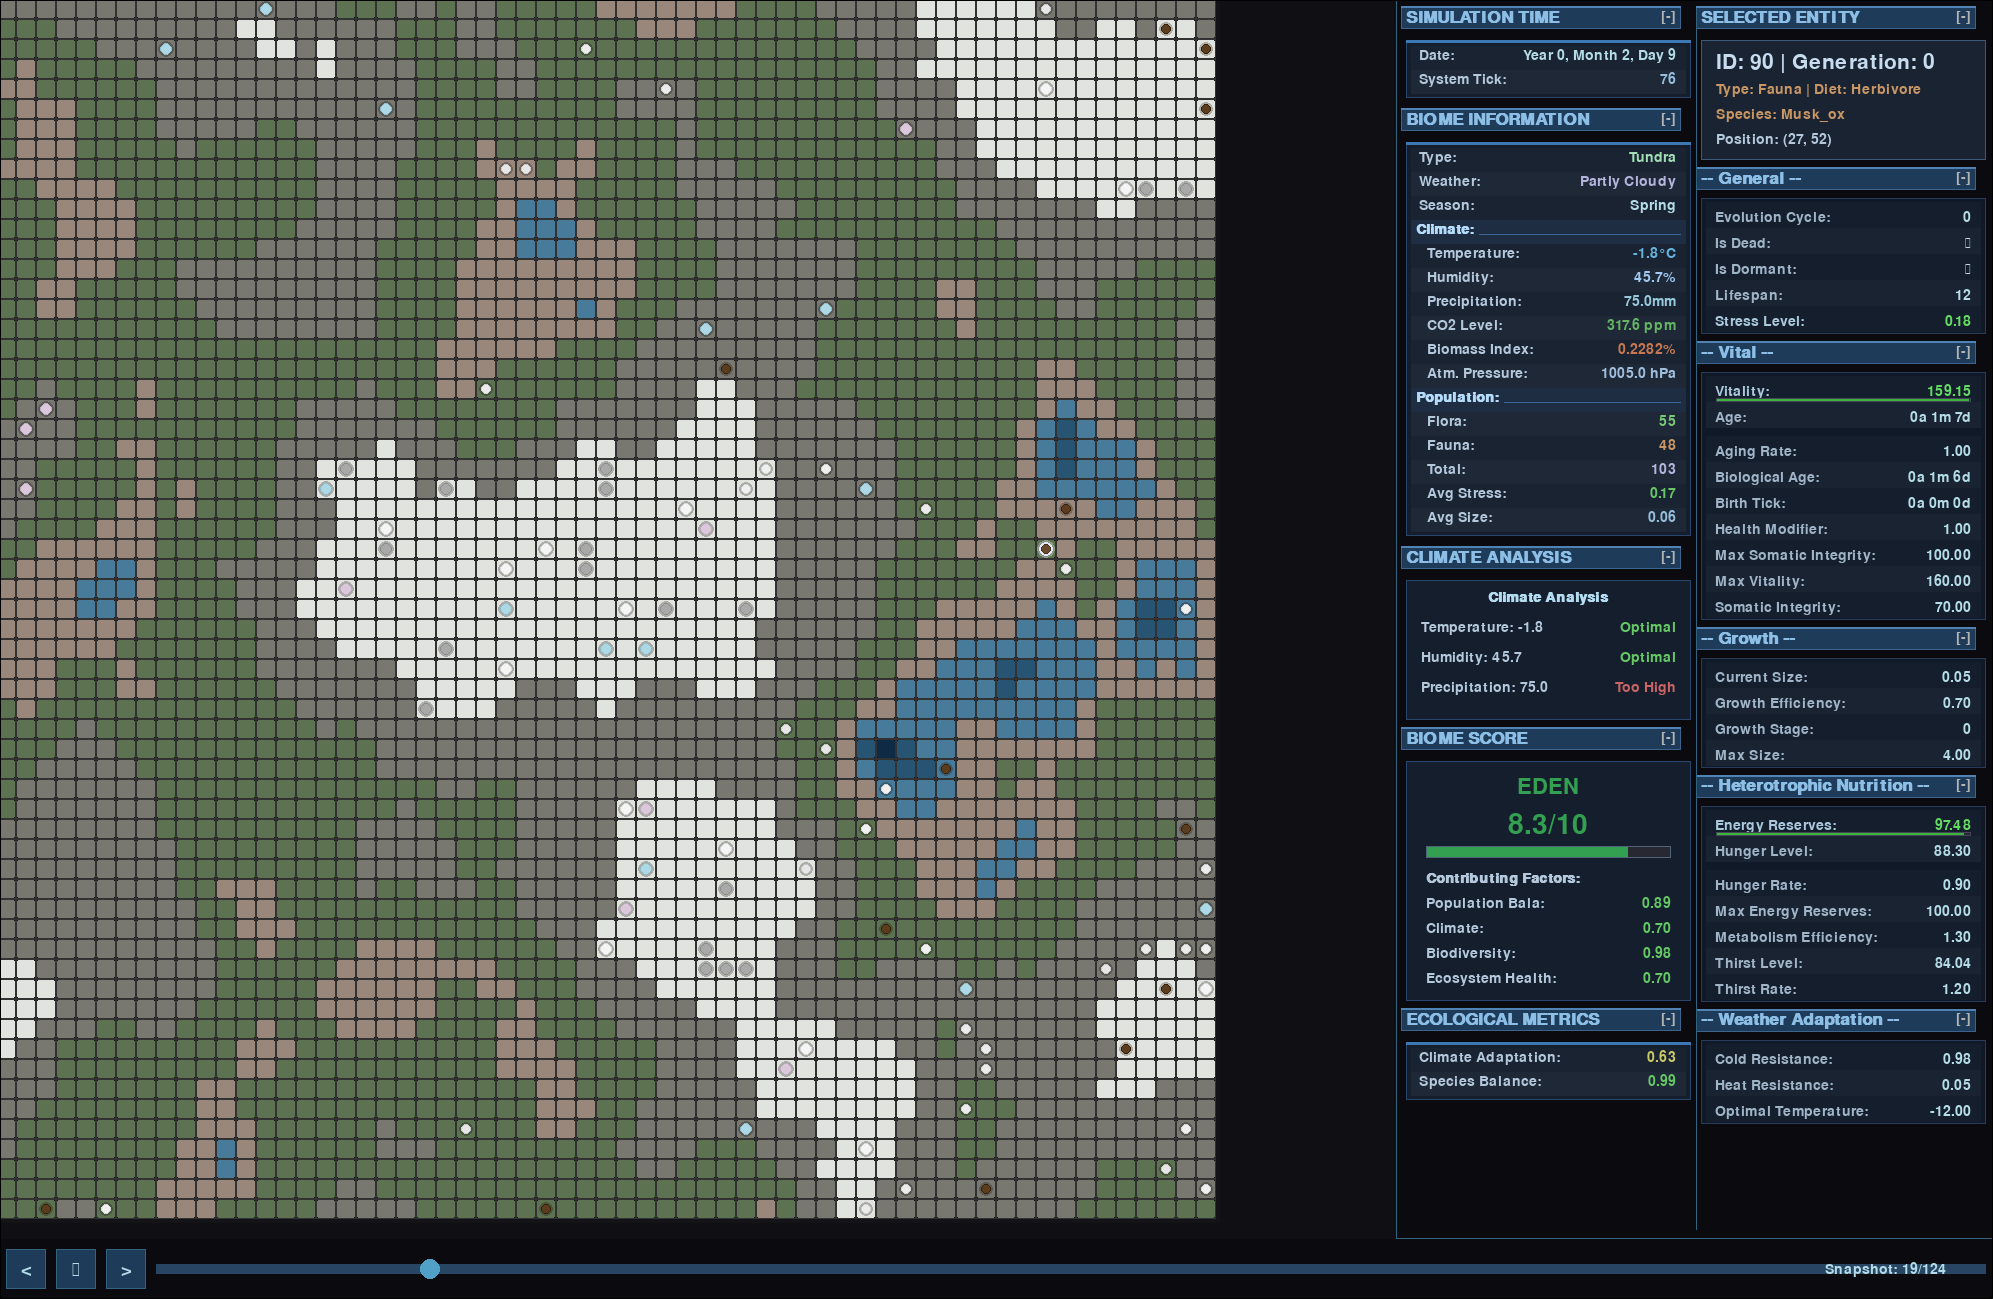 SIMULATION TIME [-]
Date: Year 0, Month 2, Day 9
System Tick: 76
BIOME INFORMATION [-]
Type: Tundra
Weather: Partly Cloudy
Season: Spring
Climate:
Temperature: -1.8°C
Humidity: 45.7%
Precipitation: 75.0mm
CO2 Level: 317.6 ppm
Biomass Index: 0.2282%
Atm. Pressure: 1005.0 hPa
Population:
Flora: 55
Fauna: 48
Total: 103
Avg Stress: 0.17
Avg Size: 0.06
CLIMATE ANALYSIS [-]
Climate Analysis
Temperature: -1.8 Optimal
Humidity: 45.7 Optimal
Precipitation: 75.0 Too High
BIOME SCORE [-]
EDEN
8.3/10
Contributing Factors:
Population Bala: 0.89
Climate: 0.70
Biodiversity: 0.98
Ecosystem Health: 0.70
ECOLOGICAL METRICS [-]
Climate Adaptation: 0.63
Species Balance: 0.99
SELECTED ENTITY [-]
ID: 90 | Generation: 0
Type: Fauna | Diet: Herbivore
Species: Musk_ox
Position: (27, 52)
-- General -- [-]
Evolution Cycle: 0
Is Dead:
Is Dormant:
Lifespan: 12
Stress Level: 0.18
-- Vital -- [-]
Vitality: 159.15
Age: 0a 1m 7d
Aging Rate: 1.00
Biological Age: 0a 1m 6d
Birth Tick: 0a 0m 0d
Health Modifier: 1.00
Max Somatic Integrity: 100.00
Max Vitality: 160.00
Somatic Integrity: 70.00
-- Growth -- [-]
Current Size: 0.05
Growth Efficiency: 0.70
Growth Stage: 0
Max Size: 4.00
-- Heterotrophic Nutrition -- [-]
Energy Reserves: 97.48
Hunger Level: 88.30
Hunger Rate: 0.90
Max Energy Reserves: 100.00
Metabolism Efficiency: 1.30
Thirst Level: 84.04
Thirst Rate: 1.20
-- Weather Adaptation -- [-]
Cold Resistance: 0.98
Heat Resistance: 0.05
Optimal Temperature: -12.00
< >
Snapshot: 19/124